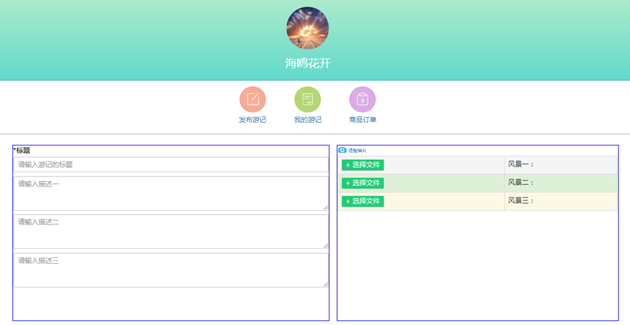 海鸥花开
发布游记
我的游记
商品订单
*标题
请输入游记的标题
请输入描述一
请输入描述二
请输入描述三
添加照片
+ 选择文件
风景一：
+ 选择文件
风景二：
+ 选择文件
风景三：